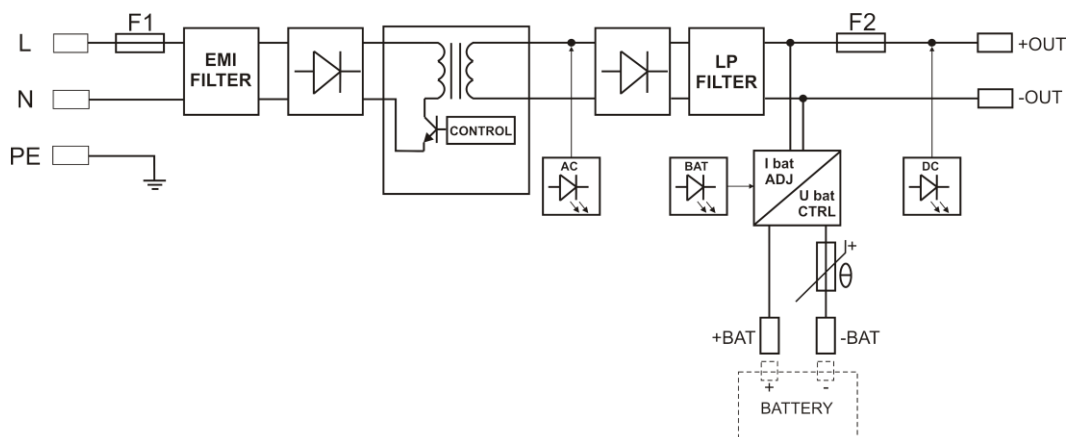 L
F1
EMI
FILTER
CONTROL
LP
FILTER
F2
+OUT
N
-OUT
PE
AC
BAT
I bat
ADJ
U bat
CTRL
DC
I+
θ
+BAT
-BAT
+
-
BATTERY